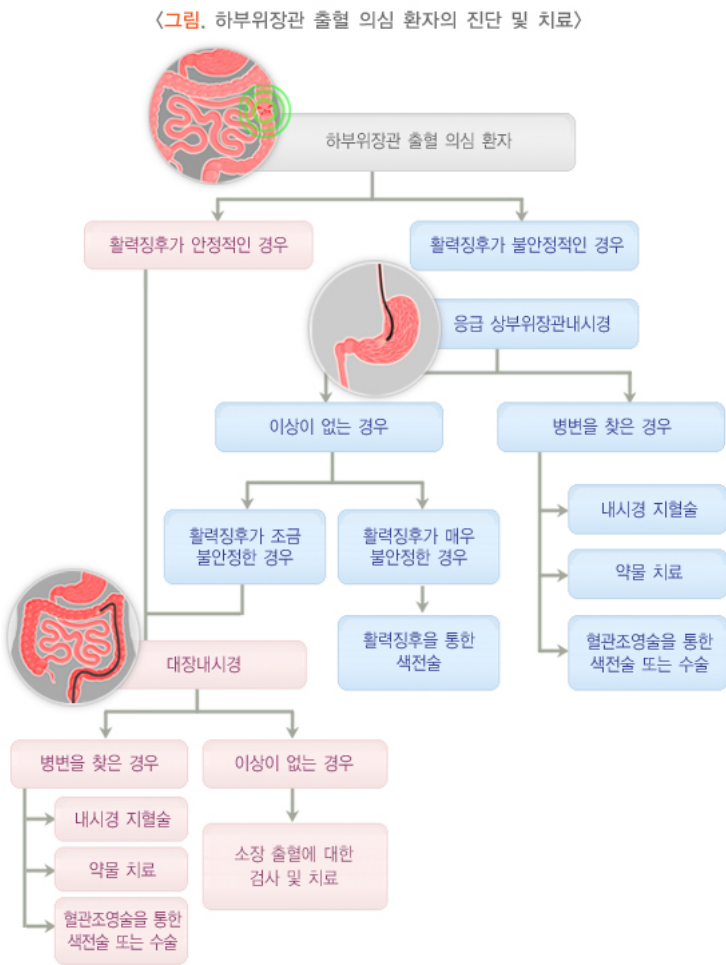 <그림. 하부위장관 출혈 의심 환자의 진단 및 치료>
하부위장관 출혈 의심 환자
활력징후가 안정적인 경우
활력징후가 불안정적인 경우
응급 상부위장관내시경
이상이 없는 경우
병변을 찾은 경우
활력징후가 조금
불안정한 경우
활력징후가 매우
불안정한 경우
내시경 지혈술
약물 치료
활력징후을 통한
색전술
혈관조영술을 통한
색전술 또는 수술
대장내시경
병변을 찾은 경우
이상이 없는 경우
내시경 지혈술
약물 치료
혈관조영술을 통한
색전술 또는 수술
소장 출혈에 대한
검사 및 치료